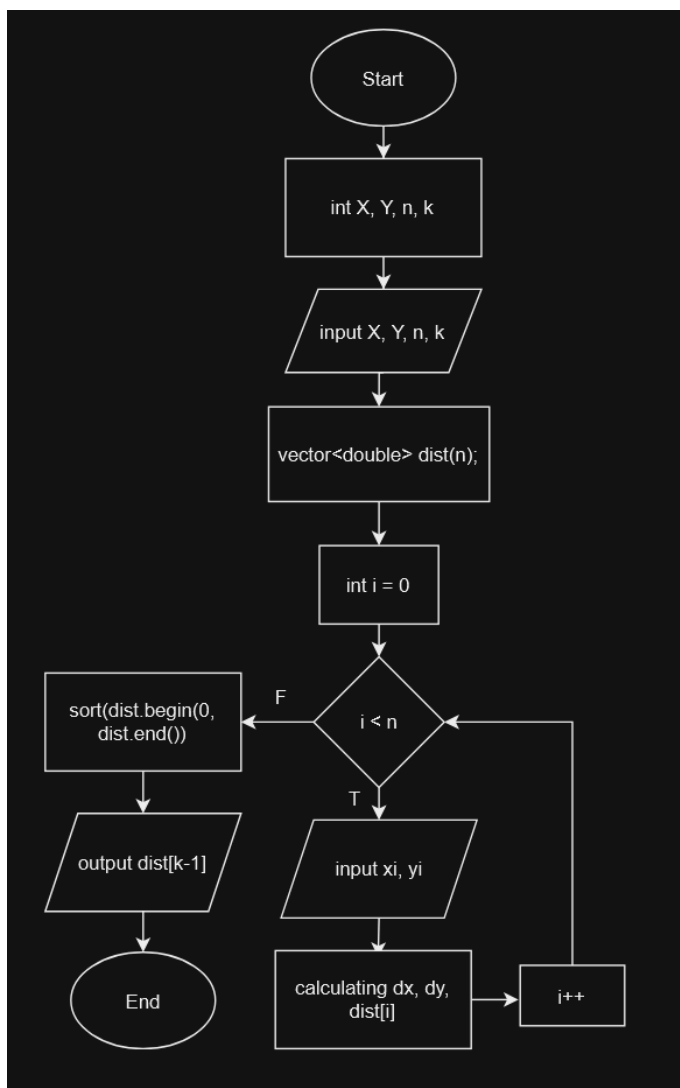 Start
int X, Y, n, k
input X, Y, n, k
vector<double> dist(n);
int i = 0
i < n
F
sort(dist.begin(0,
dist.end())
output dist[k-1]
End
T
input xi, yi
calculating dx, dy,
dist[i]
i++